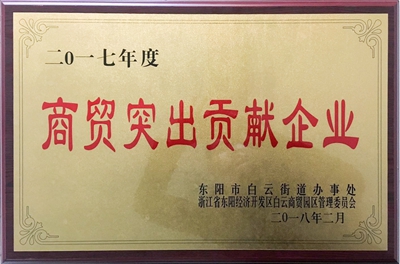 二0一七年度
商贸突出贡献企业
东阳市白云街道办事处
浙江省东阳经济开发区白云商贸园区管理委员会
二0一八年二月